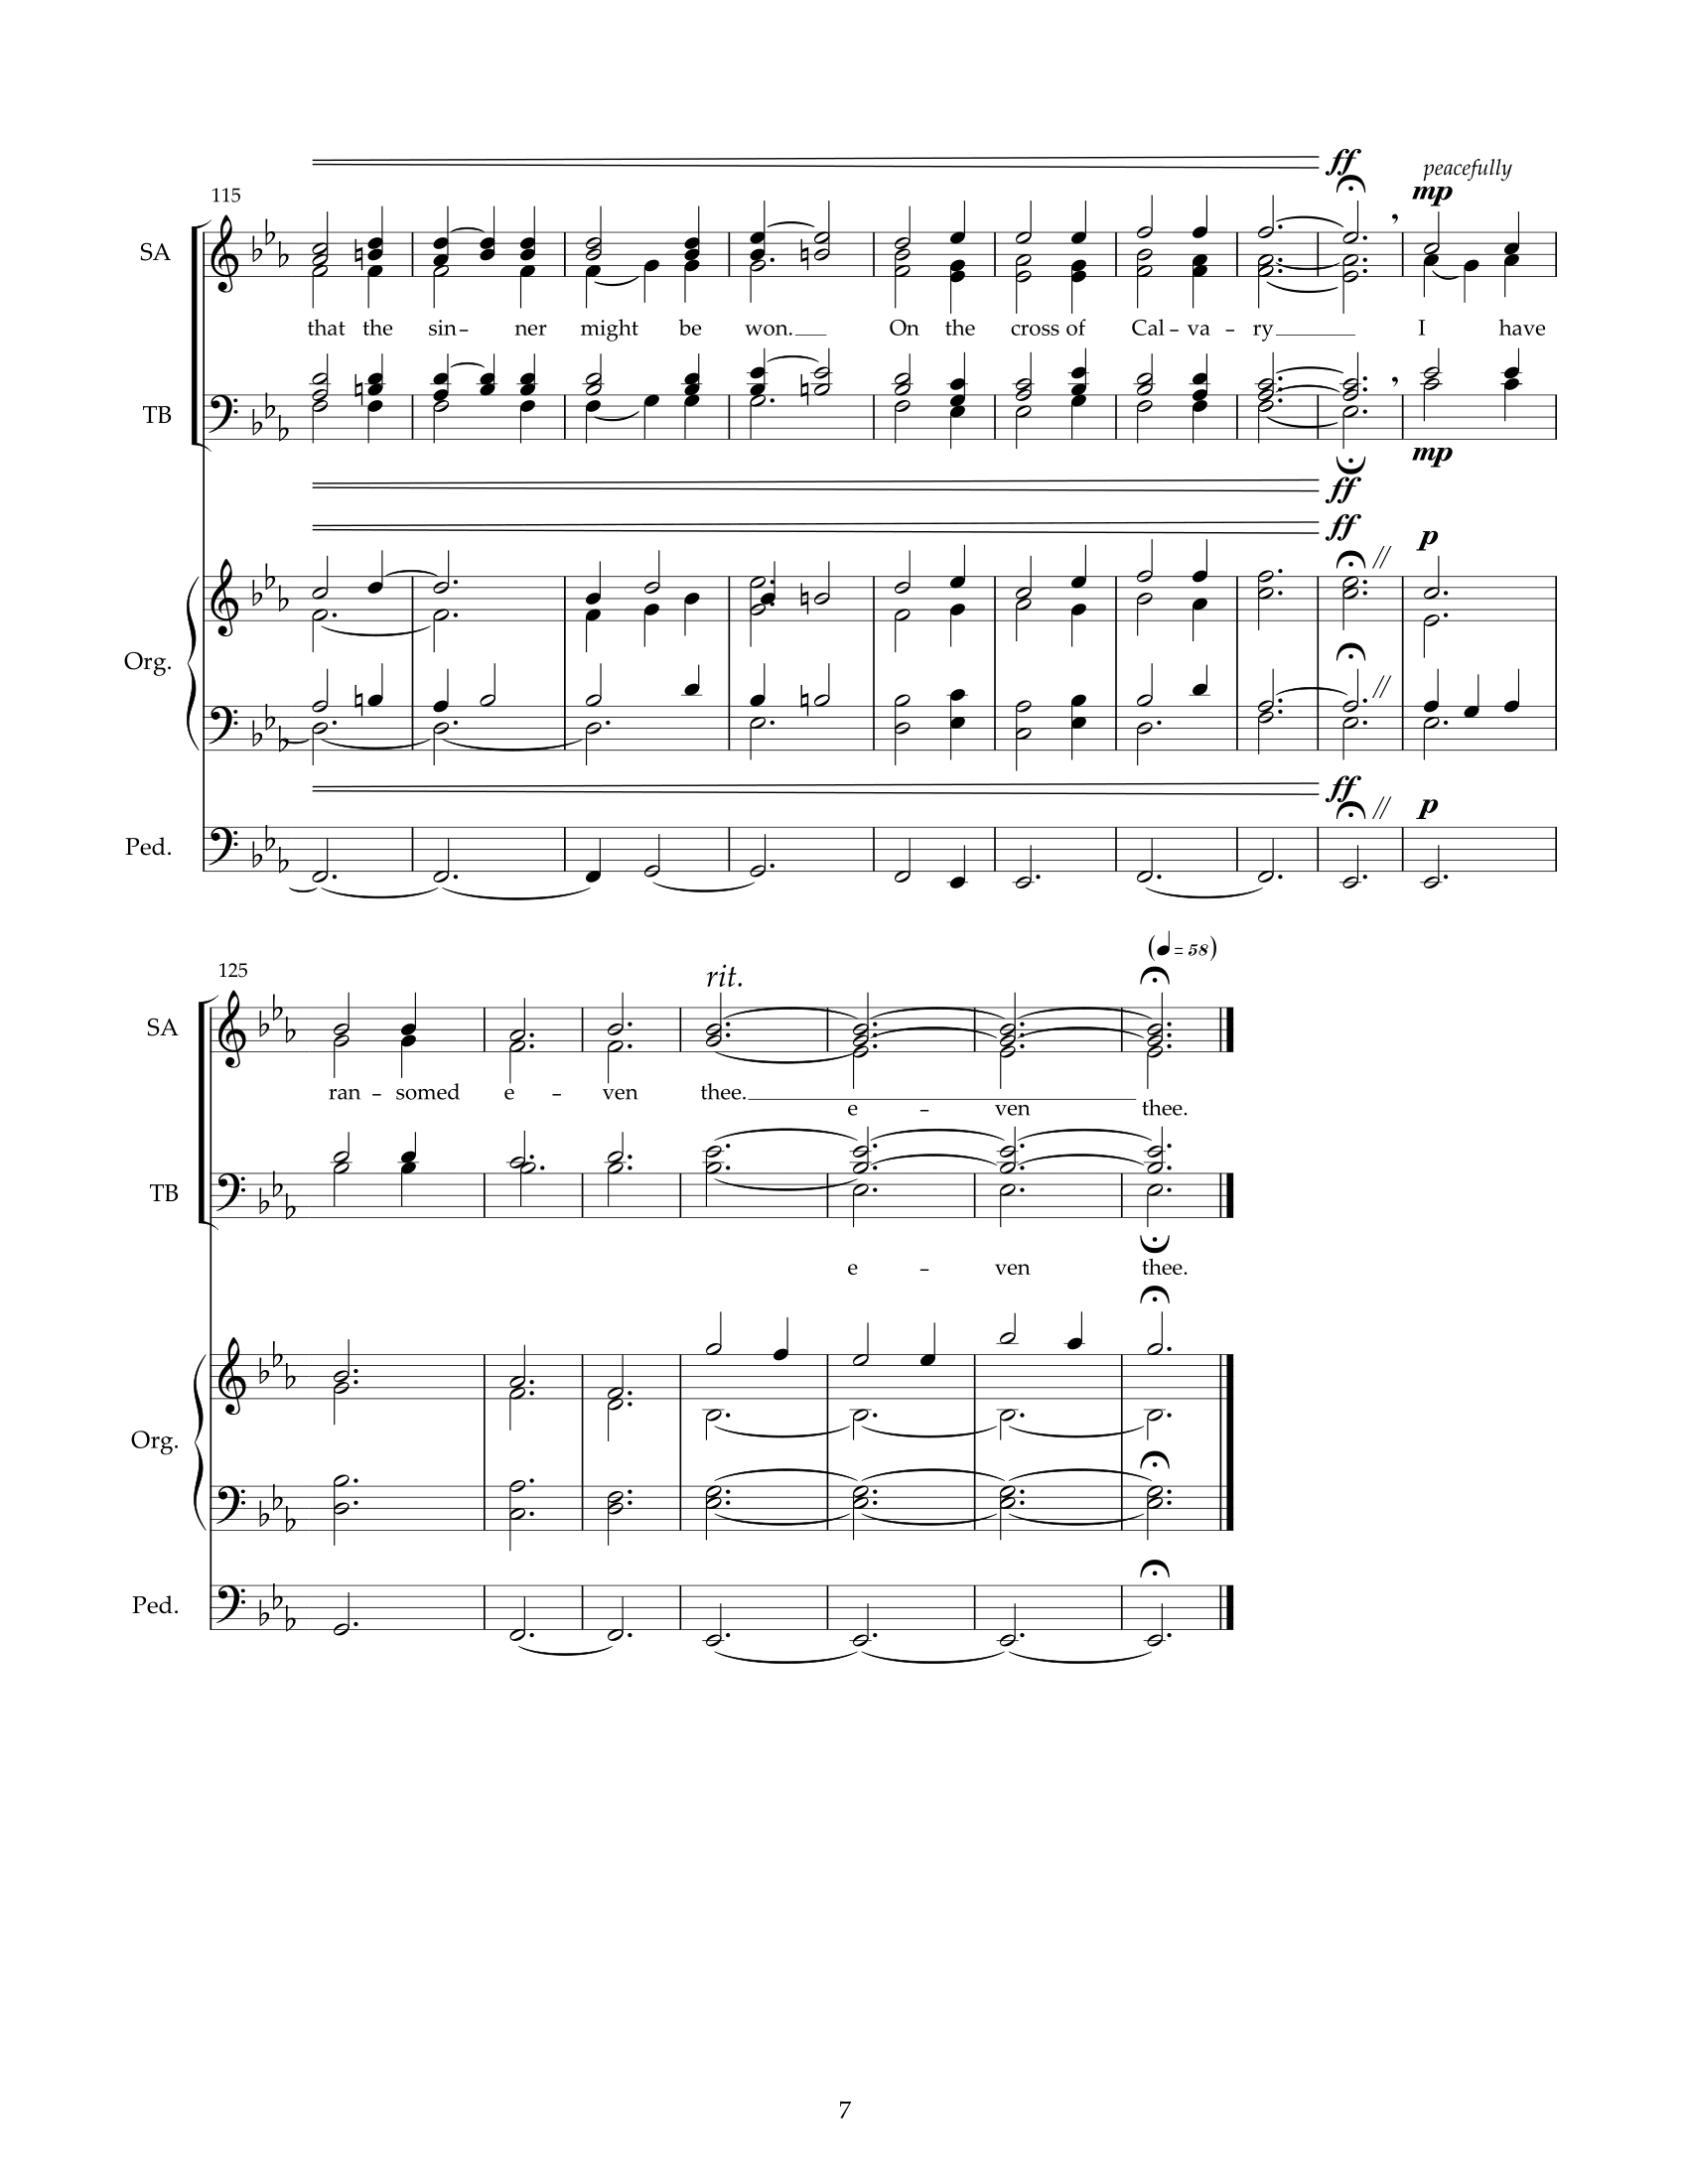 ff
peacefully
115
mp
SA
that the sin – ner might be won. On the cross of Cal – va – ry I have
TB
mp
ff
ff
p
Org.
ff
p
Ped.
(♩ = 58)
125
rit.
SA
ran – somed e – ven thee.
e – ven thee.
TB
e – ven thee.
Org.
Ped.
7